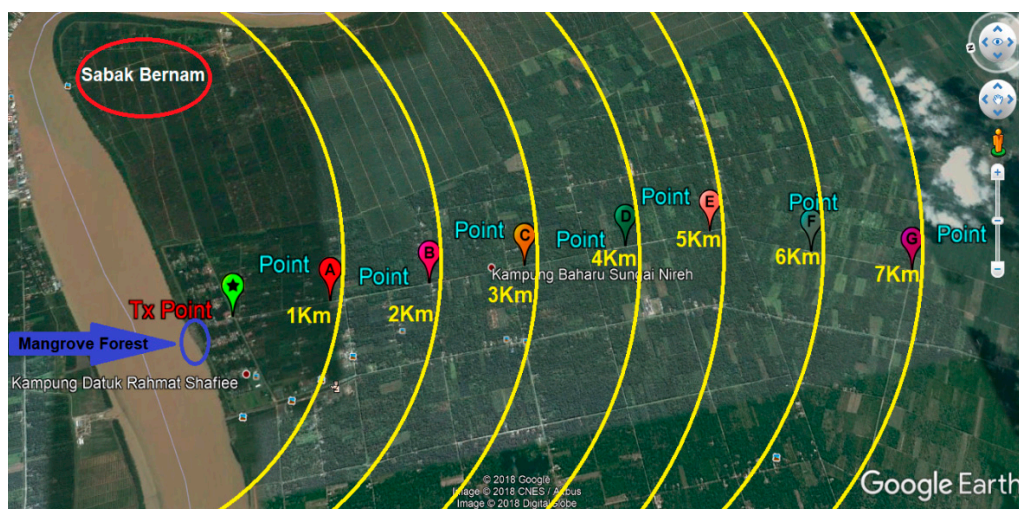 Sabak Bernam
Point
E
Point
D
Point
F
Point
G
Point
C
Point
B
Point
A
5Km
4Km
6Km
7Km
Kampung Baharu Sungai Nireh
3Km
2Km
1Km
Tx Point
Mangrove Forest
Kampung Datuk Rahmat Shafiee
6
© 2018 Google
Image © 2018 CNES / Airbus
Image © 2018 DigitalGlobe
Google Earth